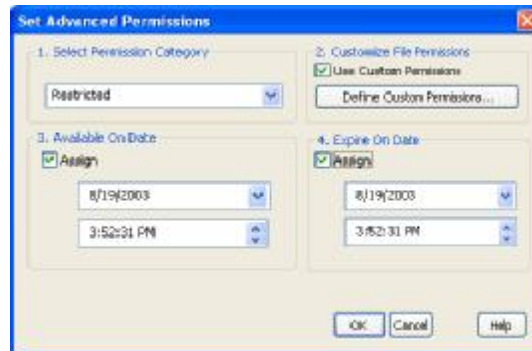 Set Advanced Permissions
1. Select Permission Category
Restricted
2. Customize File Permissions
Use Custom Permissions
Define Custom Permissions...
3. Available On Date
Assign
8/19/2003
3:52:31 PM
4. Expire On Date
Assign
8/19/2003
3:52:31 PM
OK
Cancel
Help